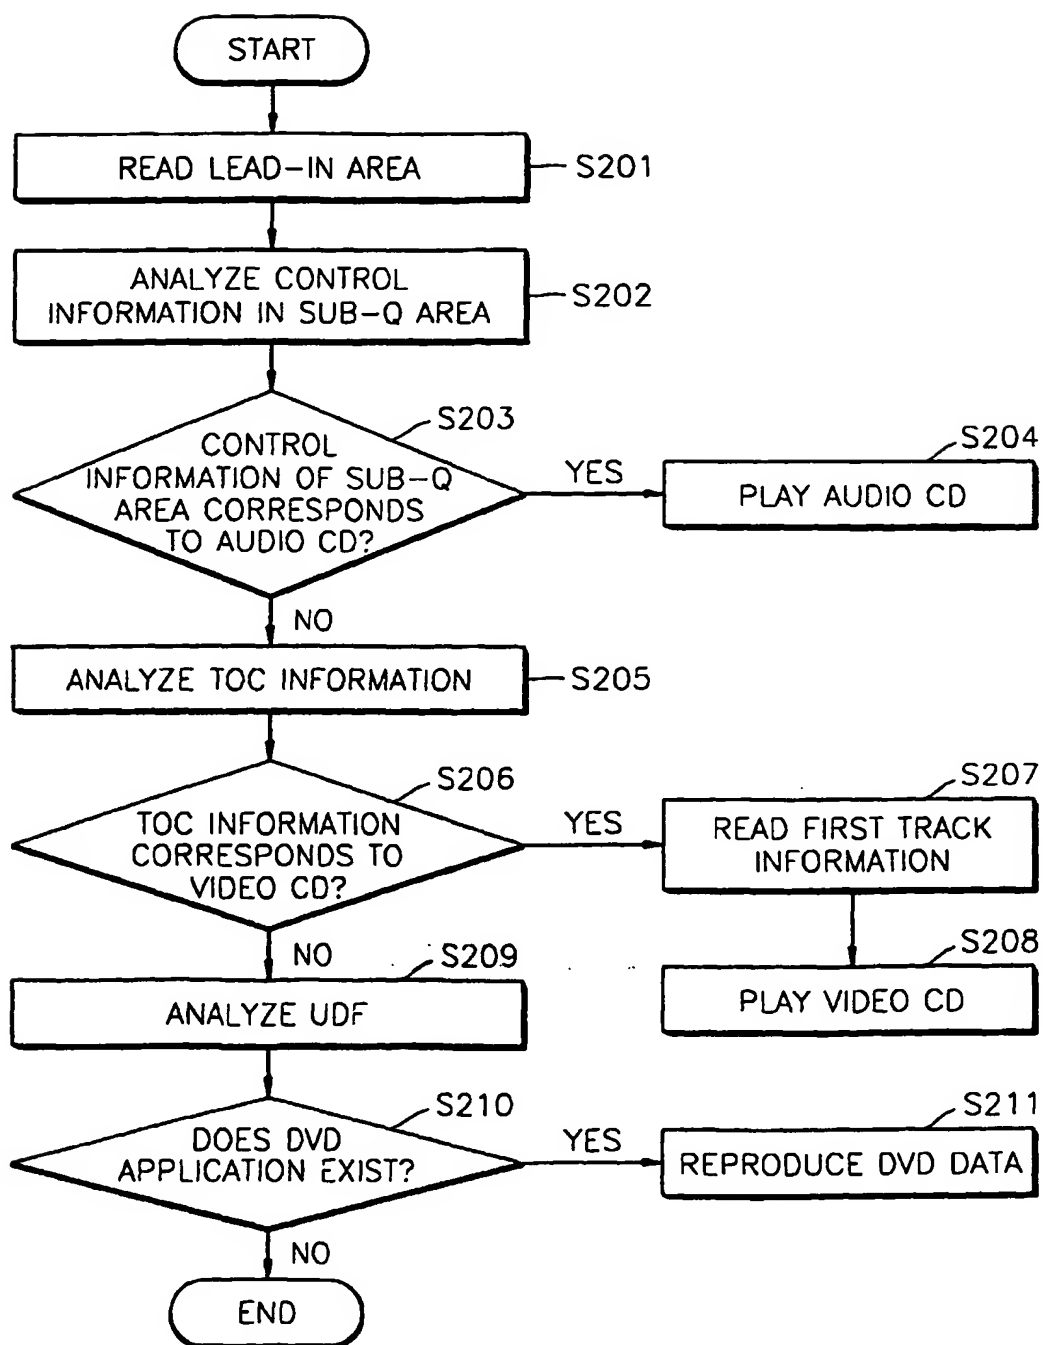 START
READ LEAD-IN AREA
S201
ANALYZE CONTROL
INFORMATION IN SUB-Q AREA
S202
S203
CONTROL
INFORMATION OF SUB-Q
AREA CORRESPONDS
TO AUDIO CD?
YES
S204
PLAY AUDIO CD
NO
ANALYZE TOC INFORMATION
S205
S206
TOC INFORMATION
CORRESPONDS TO
VIDEO CD?
YES
S207
READ FIRST TRACK
INFORMATION
S208
PLAY VIDEO CD
NO
S209
ANALYZE UDF
S210
DOES DVD
APPLICATION EXIST?
YES
S211
REPRODUCE DVD DATA
NO
END